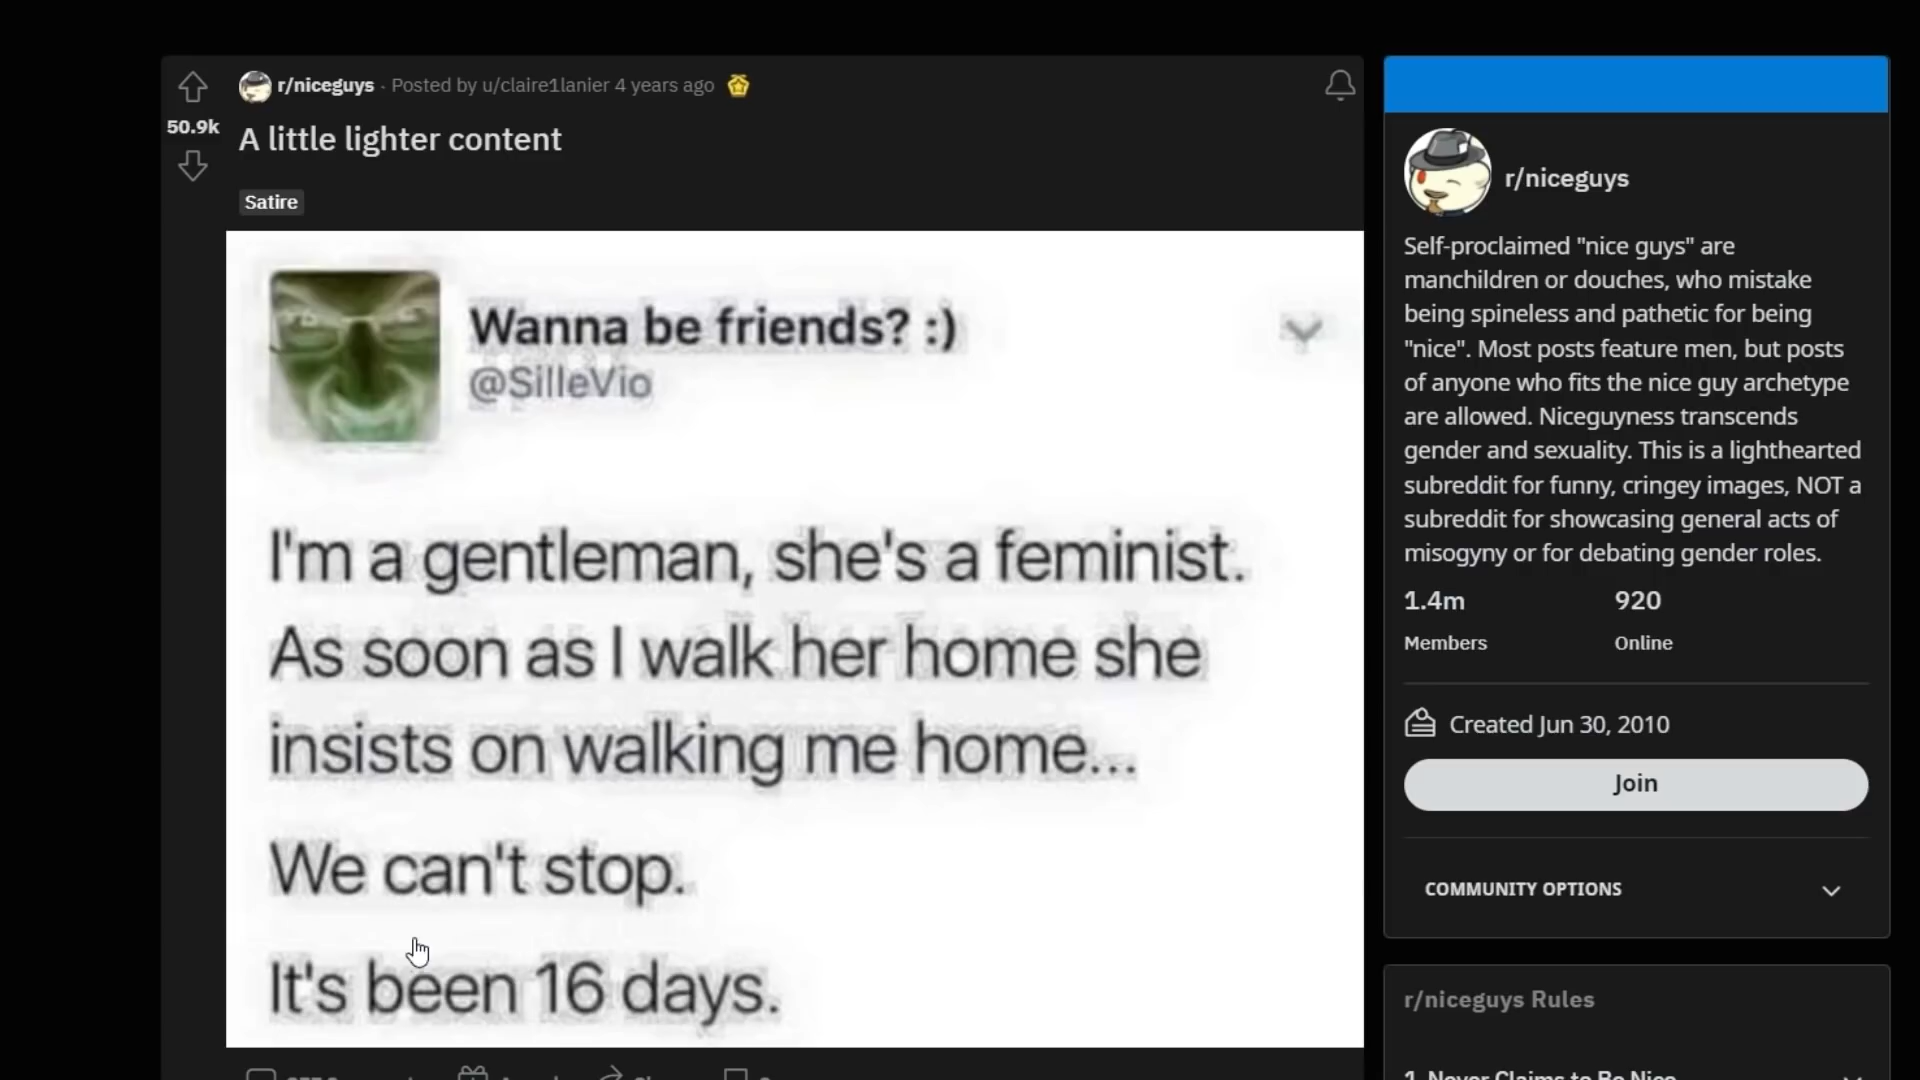 r/niceguys · Posted by u/claire1lanier 4 years ago
50.9k
A little lighter content
Satire
Wanna be friends? :)
@SilleVio
I'm a gentleman, she's a feminist.
As soon as I walk her home she
insists on walking me home...
We can't stop.
It's been 16 days.
r/niceguys
Self-proclaimed "nice guys" are
manchildren or douches, who mistake
being spineless and pathetic for being
"nice". Most posts feature men, but posts
of anyone who fits the nice guy archetype
are allowed. Niceguyness transcends
gender and sexuality. This is a lighthearted
subreddit for funny, cringey images, NOT a
subreddit for showcasing general acts of
misogyny or for debating gender roles.
1.4m 920
Members Online
Created Jun 30, 2010
Join
COMMUNITY OPTIONS
r/niceguys Rules
1. Never Claims to Be Nice